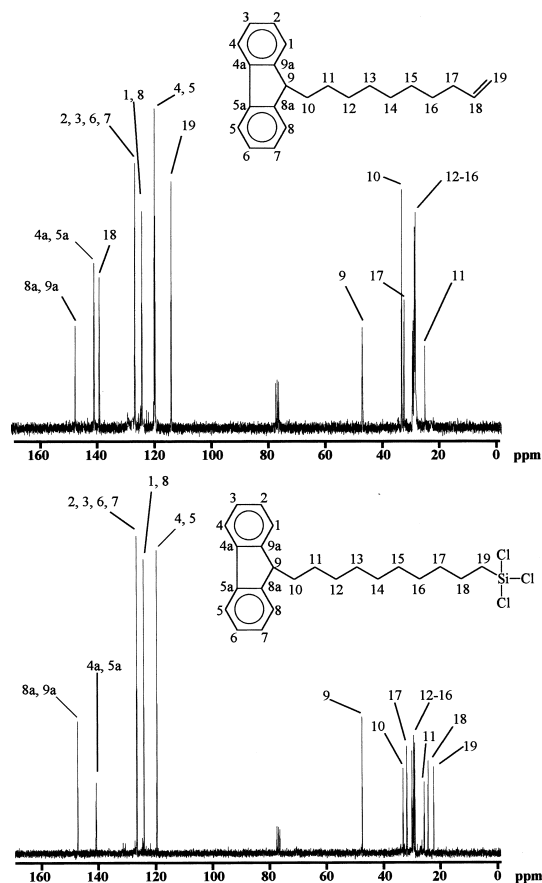 3 2
4 1
4a 9a
9 11 13 15 17 19
5a 8a 10 12 14 16 18
5 8
6 7
4, 5
1, 8
2, 3, 6, 7
19
4a, 5a 18
8a, 9a
10 12-16
9 17 11
160 140 120 100 80 60 40 20 0 ppm
1, 8
2, 3, 6, 7
4, 5
3 2
4 1
4a 9a
9 11 13 15 17 19 Cl
5a 8a 10 12 14 16 18 Si Cl
Cl
5 8
6 7
4a, 5a
8a, 9a
9 17 12-16
10 11 18
19
160 140 120 100 80 60 40 20 0 ppm